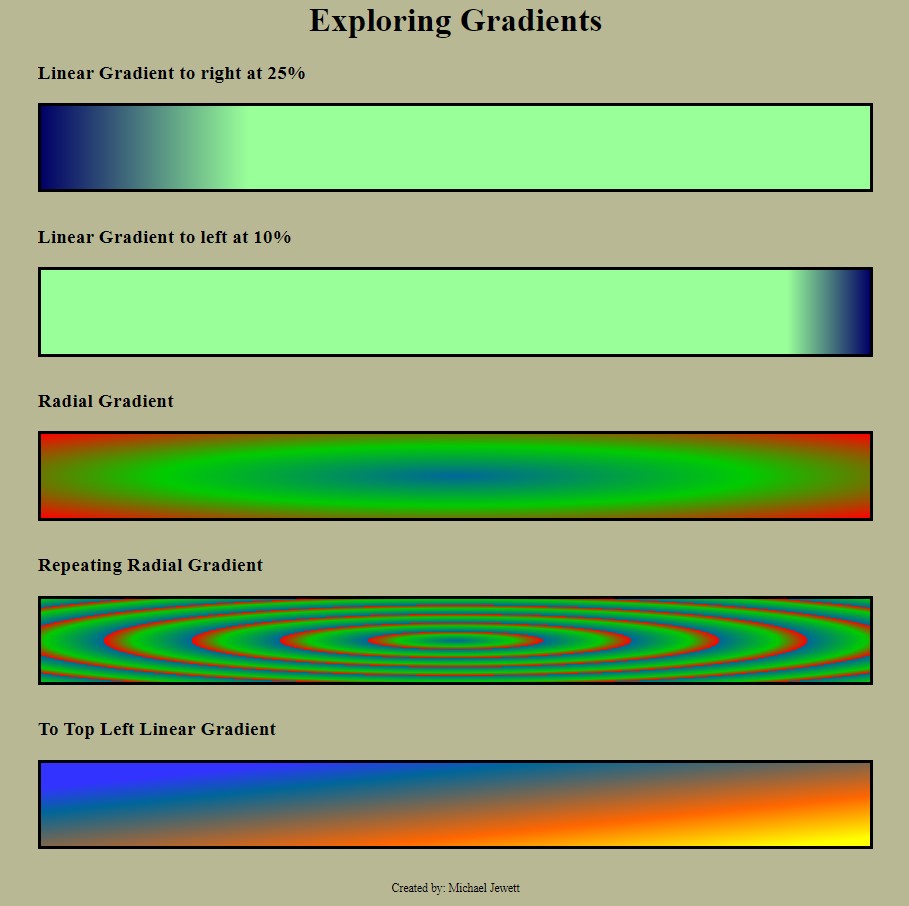 Exploring Gradients
Linear Gradient to right at 25%
Linear Gradient to left at 10%
Radial Gradient
Repeating Radial Gradient
To Top Left Linear Gradient
Created by: Michael Jewett